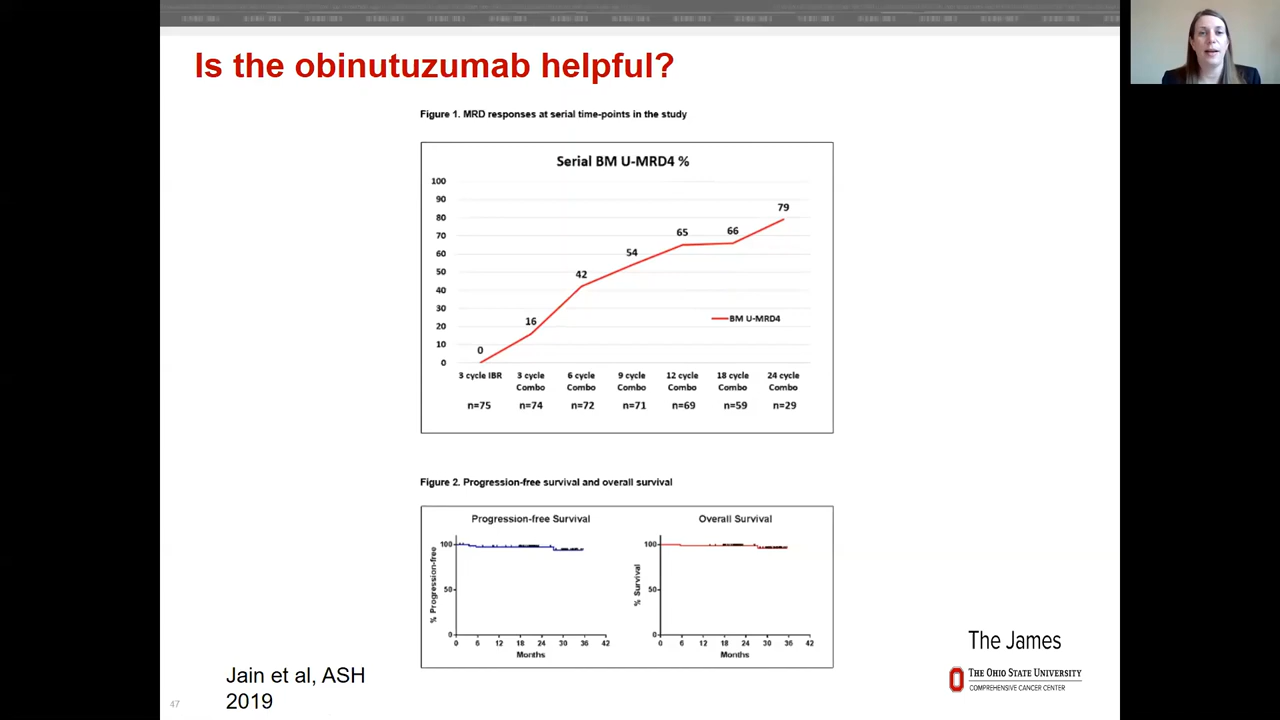 Is the obinutuzumab helpful?
Figure 1. MRD responses at serial time-points in the study
Serial BM U-MRD4 %
100
90
80
70
60
50
40
30
20
10
0
0
16
42
54
65
66
79
BM U-MRD4
3 cycle IBR 3 cycle 6 cycle 9 cycle 12 cycle 18 cycle 24 cycle
Combo Combo Combo Combo Combo Combo
n=75 n=74 n=72 n=71 n=69 n=59 n=29
Figure 2. Progression-free survival and overall survival
Progression-free Survival
% Progression-free
100
50
0
0 6 12 18 24 30 36 42
Months
Overall Survival
% Survival
100
50
0
0 6 12 18 24 30 36 42
Months
The James
THE OHIO STATE UNIVERSITY
COMPREHENSIVE CANCER CENTER
Jain et al, ASH
2019
47